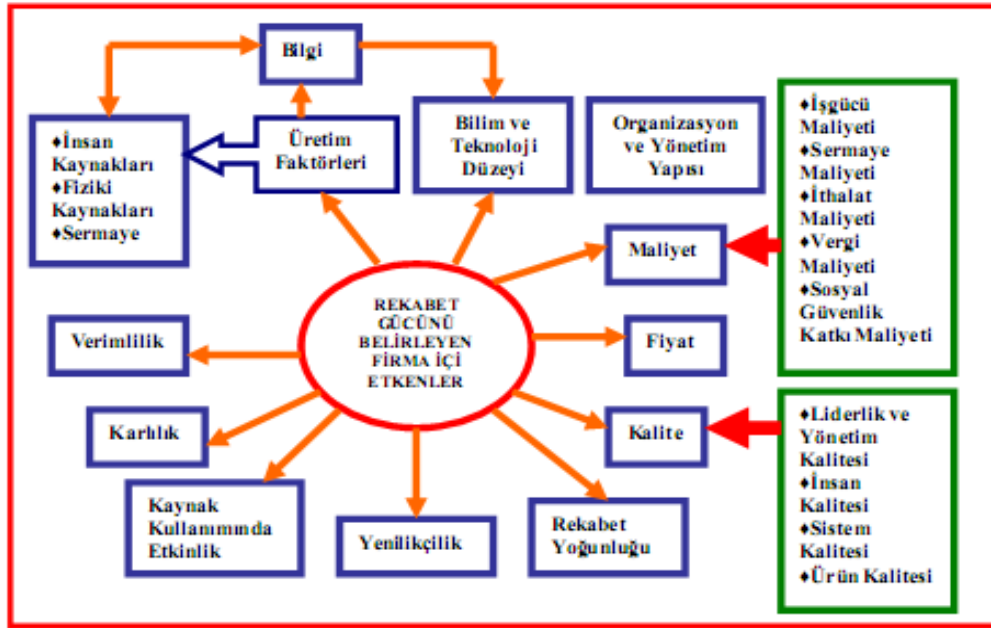 Bilgi
♦İnsan
Kaynakları
♦Fiziki
Kaynakları
♦Sermaye
Üretim
Faktörleri
Bilim ve
Teknoloji
Düzeyi
Organizasyon
ve Yönetim
Yapısı
♦İşgücü
Maliyeti
♦Sermaye
Maliyeti
♦İthalat
Maliyeti
♦Vergi
Maliyeti
♦Sosyal
Güvenlik
Katkı Maliyeti
Maliyet
REKABET
GÜCÜNÜ
BELİRLEYEN
FİRMA İÇİ
ETKENLER
Verimlilik
Fiyat
Karlılık
Kalite
♦Liderlik ve
Yönetim
Kalitesi
♦İnsan
Kalitesi
♦Sistem
Kalitesi
♦Ürün Kalitesi
Kaynak
Kullanımında
Etkinlik
Yenilikçilik
Rekabet
Yoğunluğu